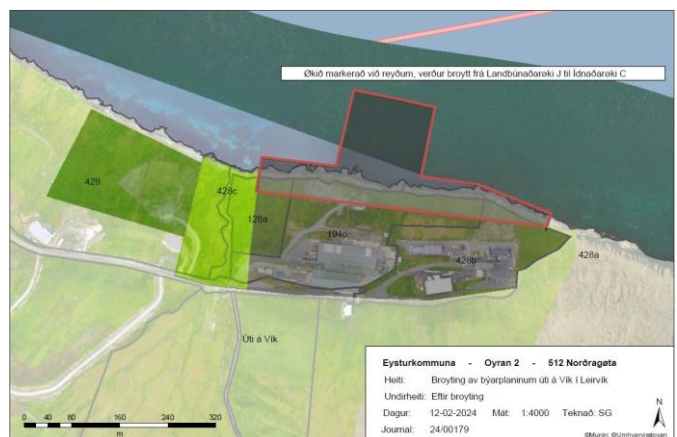 Økið markerað við reyðum, verður broytt frá Landbúnaðarøki J til Ídnaðarøki C
429
428c
128a
194c
428b
428a
Úti á Vík
Eysturkommuna - Oyran 2 - 512 Norðragøta
Heiti: Broyting av býarplaninum úti á Vík í Leirvík
Undirheiti: Eftir broyting
Dagur: 12-02-2024 Mát: 1:4000 Teknað: SG
Journal: 24/00179
N
0 40 80 160 240 320
m
©Munin: ©Umhvørvisstovan